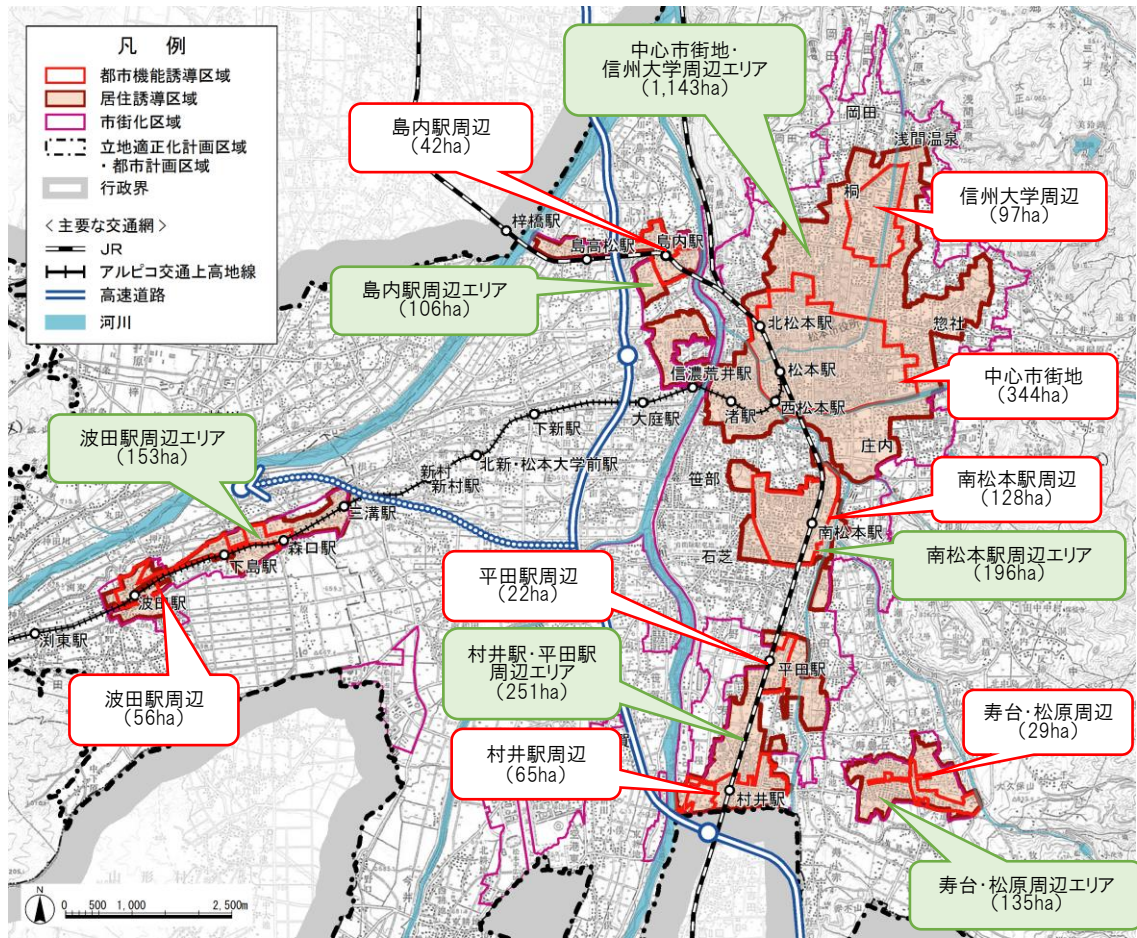 凡 例
都市機能誘導区域
居住誘導区域
市街化区域
立地適正化計画区域
・都市計画区域
行政界
<主要な交通網>
JR
アルピコ交通上高地線
高速道路
河川
中心市街地・
信州大学周辺エリア
(1,143ha)
島内駅周辺
(42ha)
岡田
浅間温泉
桐
信州大学周辺
(97ha)
梓橋駅
島高松駅
島内駅
島内駅周辺エリア
(106ha)
北松本駅
惣社
信濃荒井駅
松本駅
中心市街地
(344ha)
大庭駅
渚駅
西松本駅
下新駅
庄内
波田駅周辺エリア
(153ha)
北新・松本大学前駅
新村
新村駅
笹部
南松本駅周辺
(128ha)
三溝駅
南松本駅
森口駅
石芝
南松本駅周辺エリア
(196ha)
下島駅
平田駅周辺
(22ha)
波田駅
渕東駅
村井駅・平田駅
周辺エリア
(251ha)
平田駅
波田駅周辺
(56ha)
寿台・松原周辺
(29ha)
村井駅周辺
(65ha)
村井駅
寿台・松原周辺エリア
(135ha)
N
0 500 1,000 2,500m